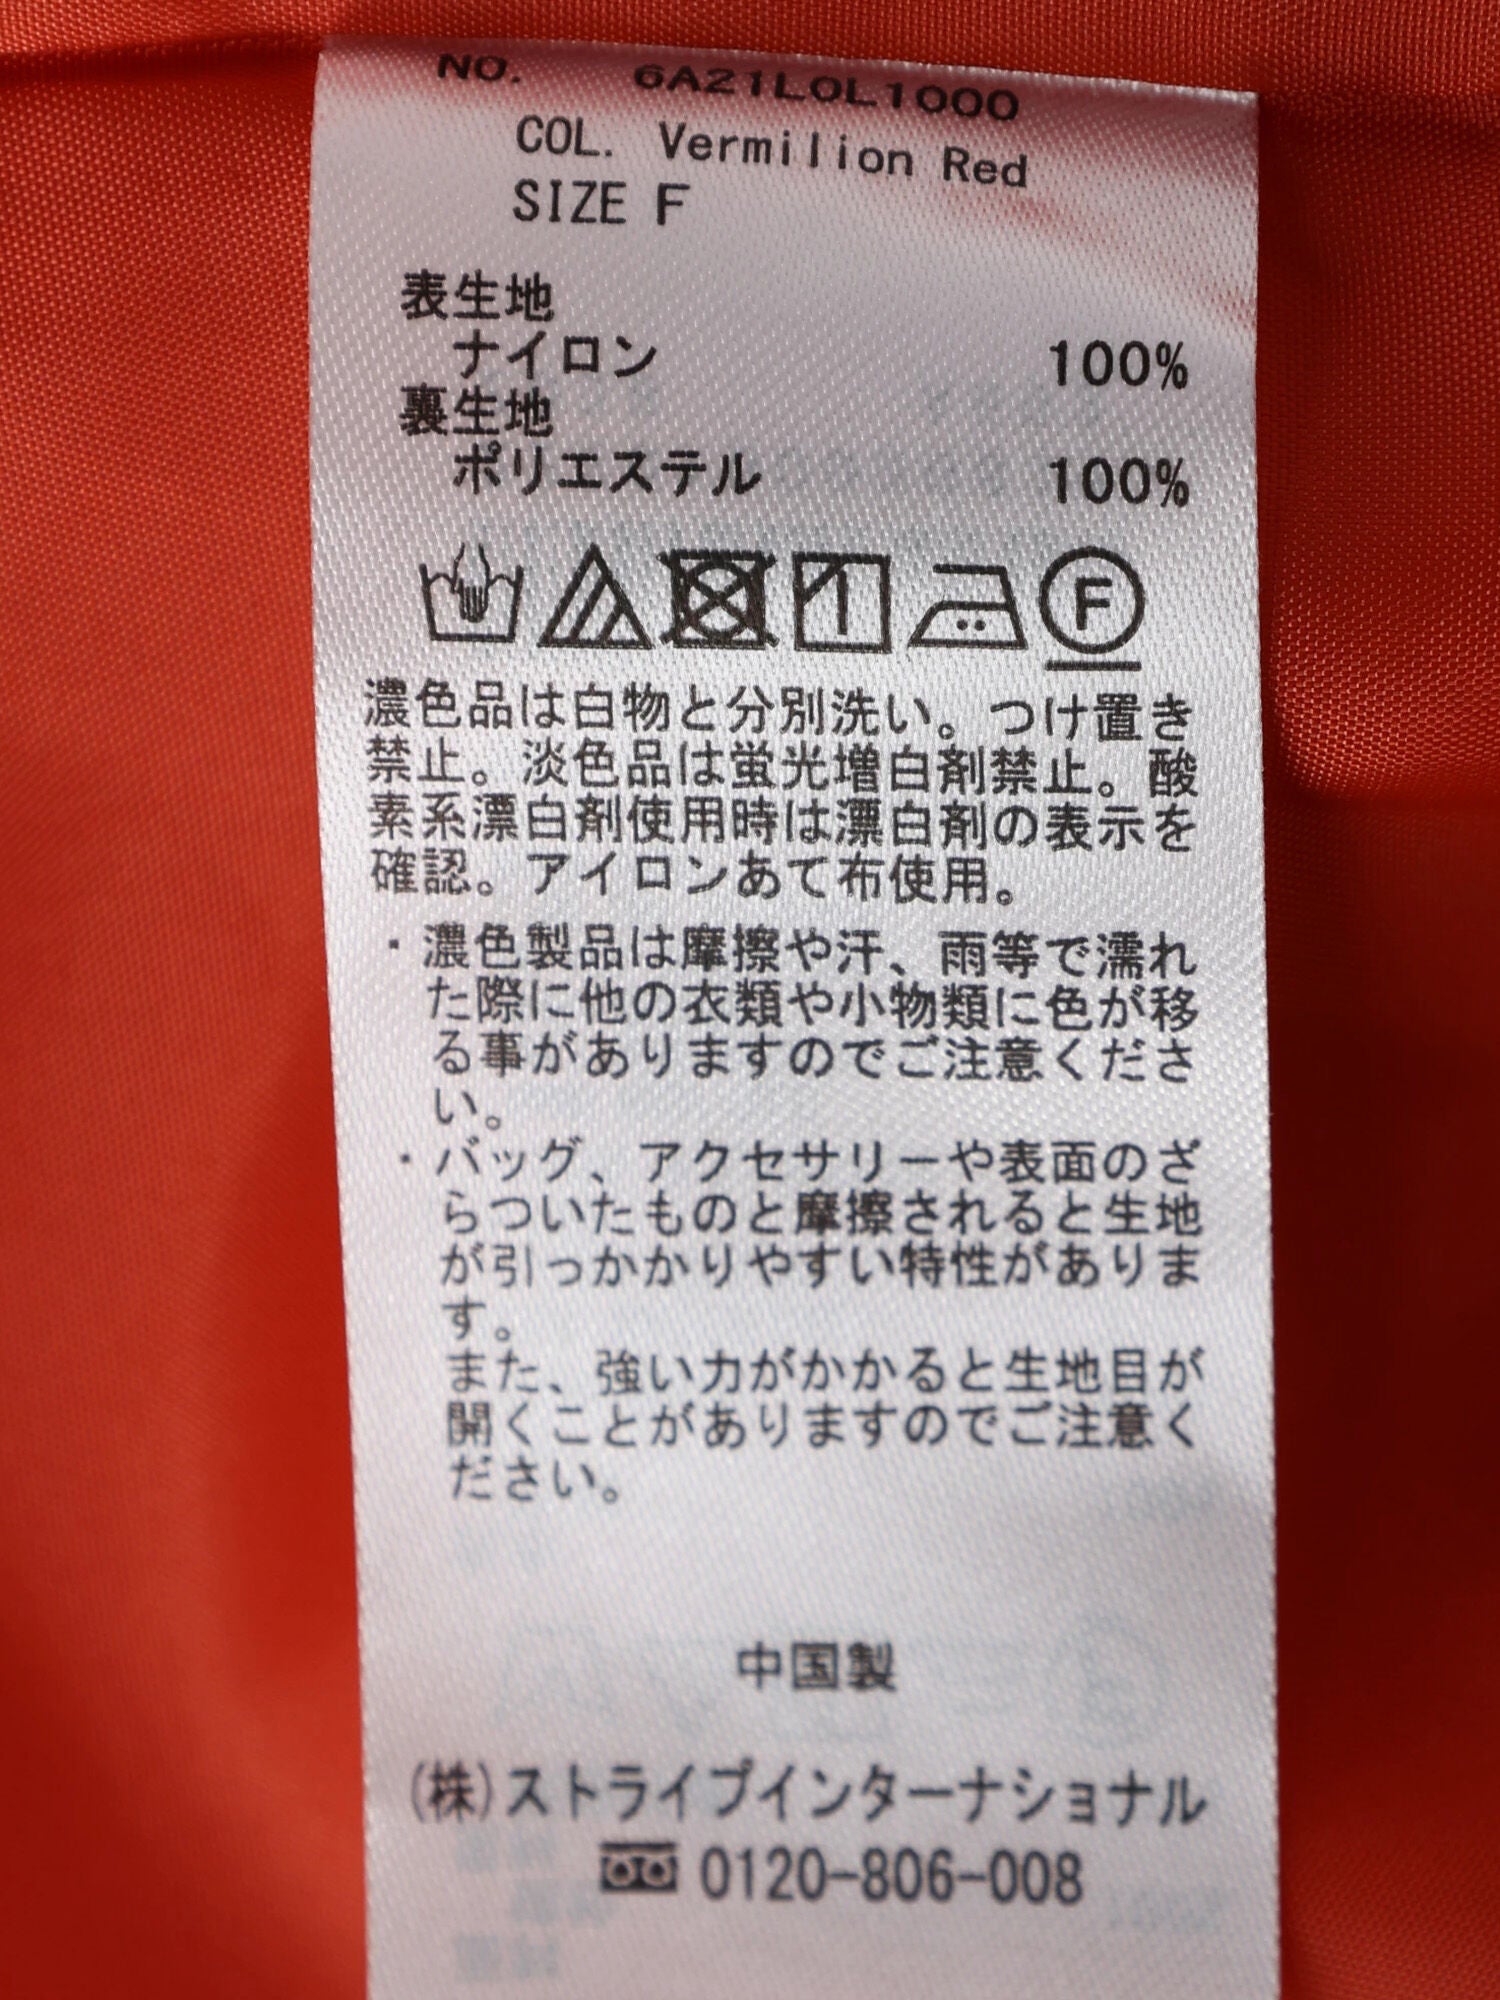 NO. 6A21L0L1000
COL. Vermilion Red
SIZE F
表生地
ナイロン 100%
裏生地
ポリエステル 100%
F
濃色品は白物と分別洗い。つけ置き
禁止。淡色品は蛍光増白剤禁止。酸
素系漂白剤使用時は漂白剤の表示を
確認。アイロンあて布使用。
・濃色製品は摩擦や汗、雨等で濡れ
た際に他の衣類や小物類に色が移
る事がありますのでご注意くださ
い。
・バッグ、アクセサリーや表面のざ
らついたものと摩擦されると生地
が引っかかりやすい特性がありま
す。
また、強い力がかかると生地目が
開くことがありますのでご注意く
ださい。
中国製
(株)ストライプインターナショナル
0120-806-008